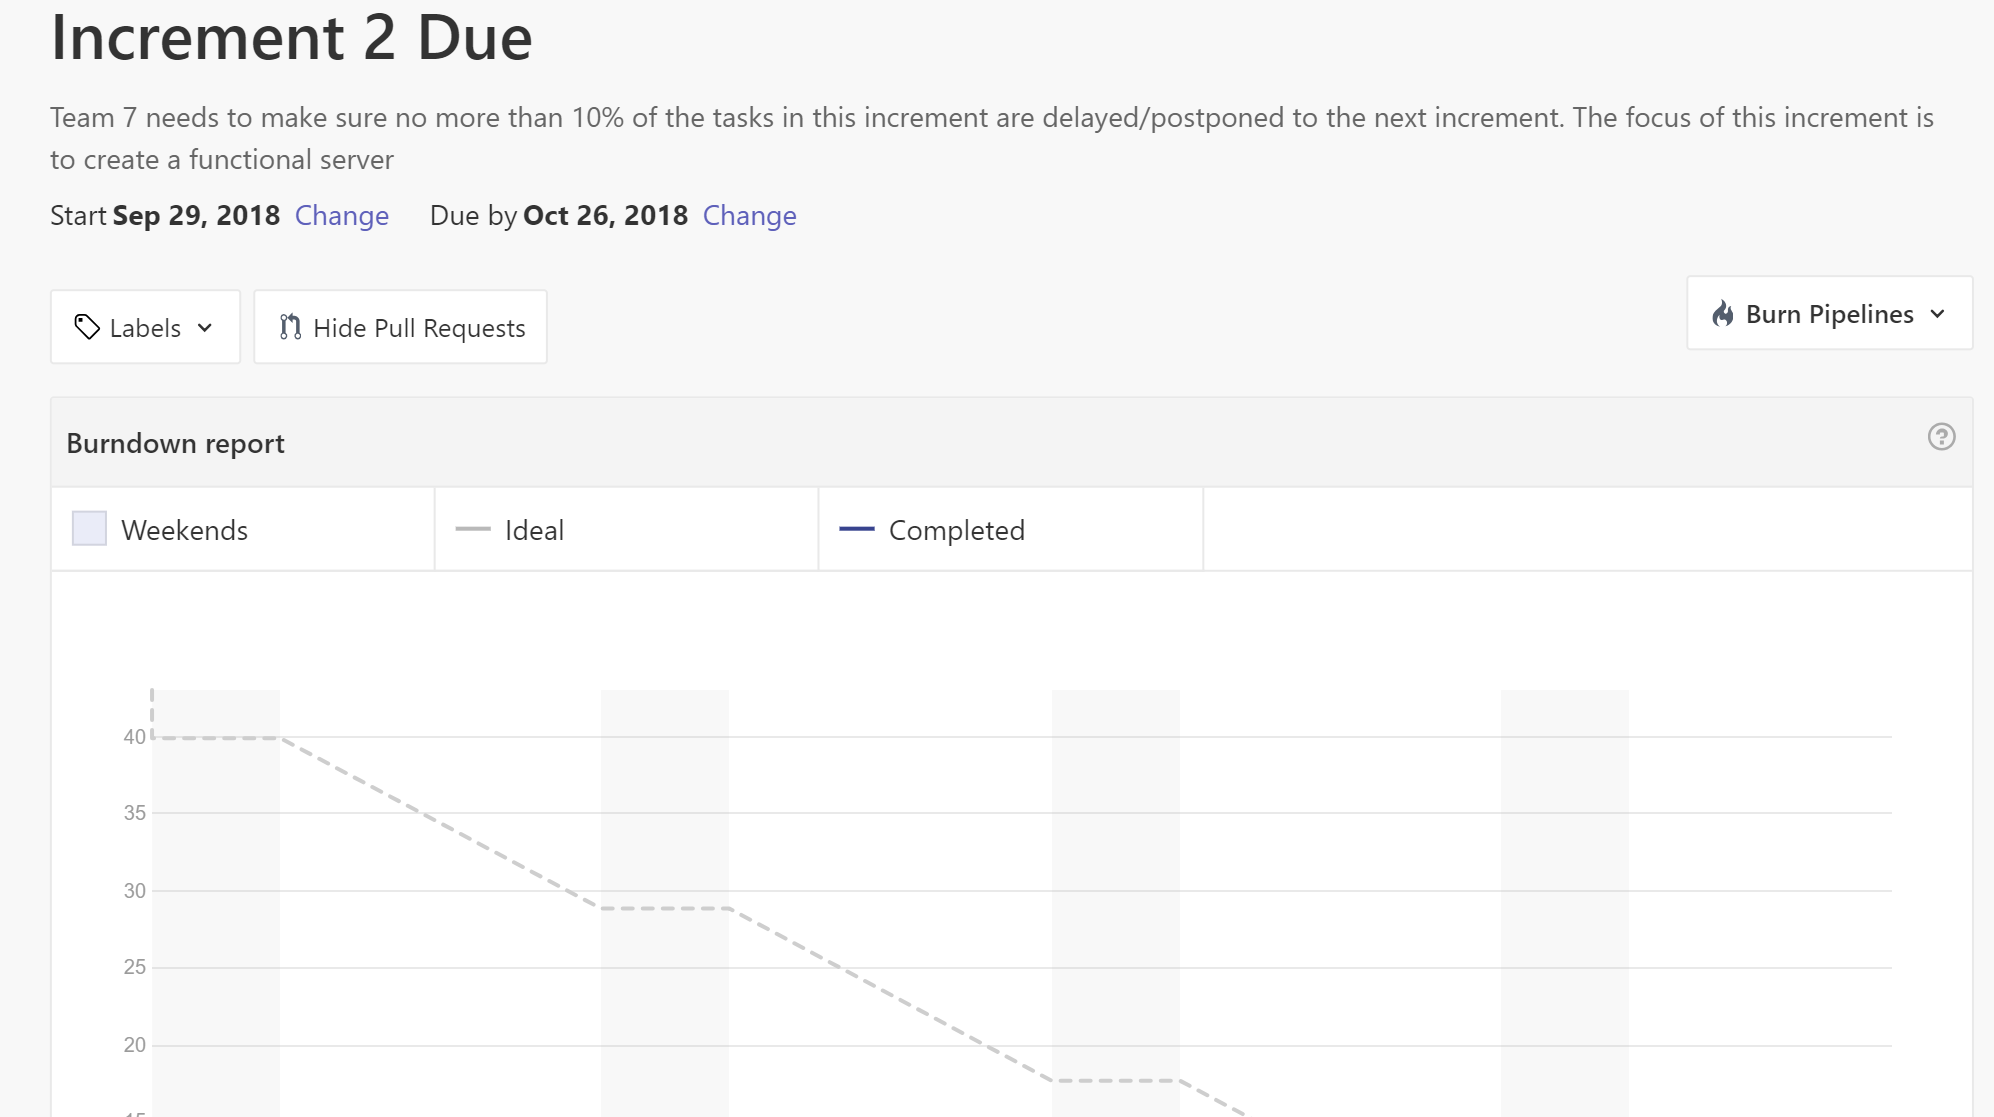 Increment 2 Due
Team 7 needs to make sure no more than 10% of the tasks in this increment are delayed/postponed to the next increment. The focus of this increment is
to create a functional server
Start Sep 29, 2018 Change Due by Oct 26, 2018 Change
Labels Hide Pull Requests Burn Pipelines
Burndown report
Weekends Ideal Completed
40
35
30
25
20